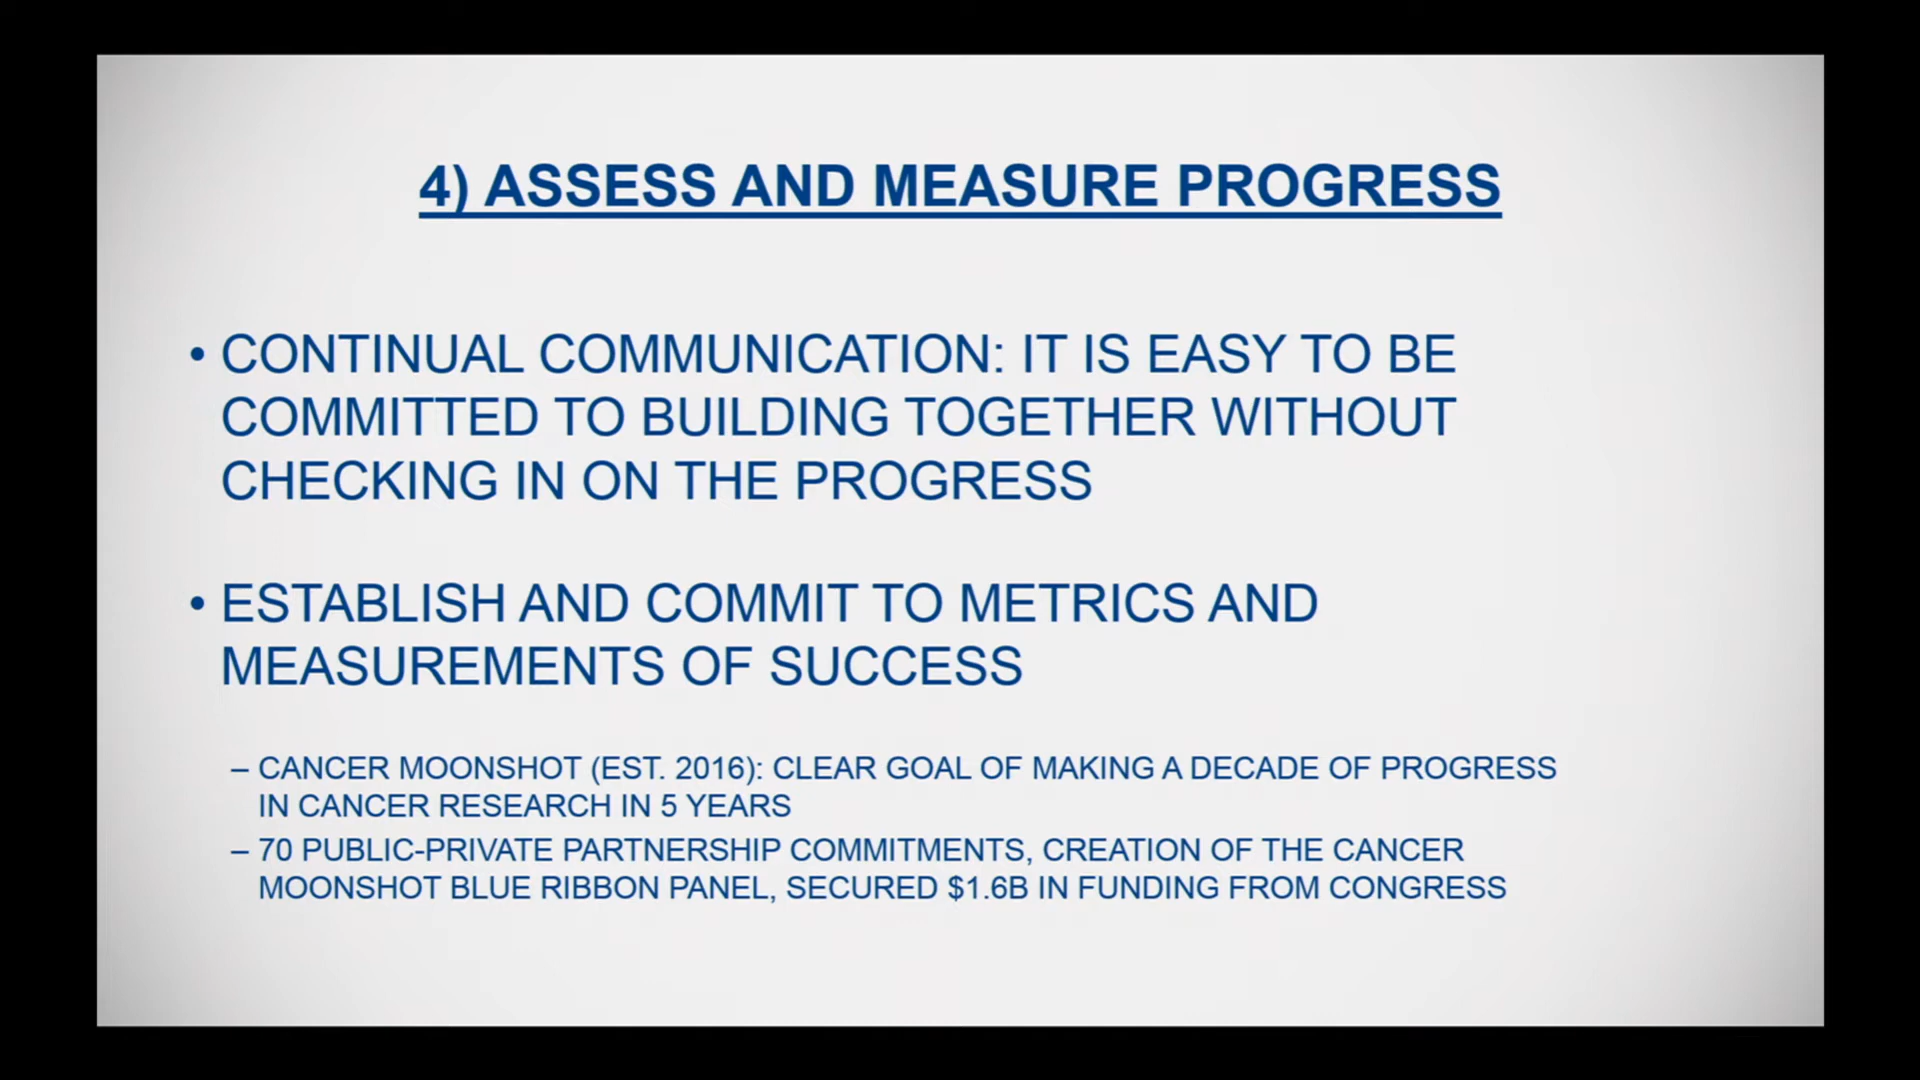 4) ASSESS AND MEASURE PROGRESS
• CONTINUAL COMMUNICATION: IT IS EASY TO BE
COMMITTED TO BUILDING TOGETHER WITHOUT
CHECKING IN ON THE PROGRESS
• ESTABLISH AND COMMIT TO METRICS AND
MEASUREMENTS OF SUCCESS
– CANCER MOONSHOT (EST. 2016): CLEAR GOAL OF MAKING A DECADE OF PROGRESS
IN CANCER RESEARCH IN 5 YEARS
– 70 PUBLIC-PRIVATE PARTNERSHIP COMMITMENTS, CREATION OF THE CANCER
MOONSHOT BLUE RIBBON PANEL, SECURED $1.6B IN FUNDING FROM CONGRESS